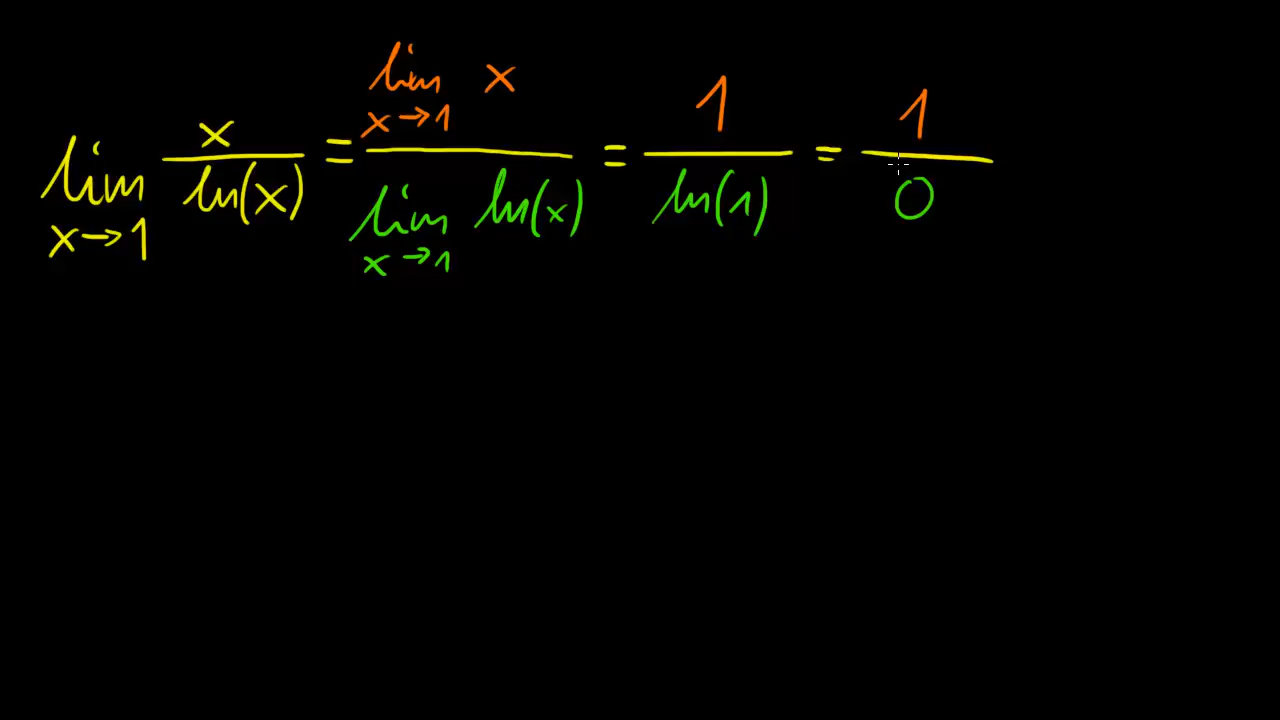 lim x→1 x/ln(x) = lim x→1 x / lim x→1 ln(x) = 1/ln(1) = 1/0